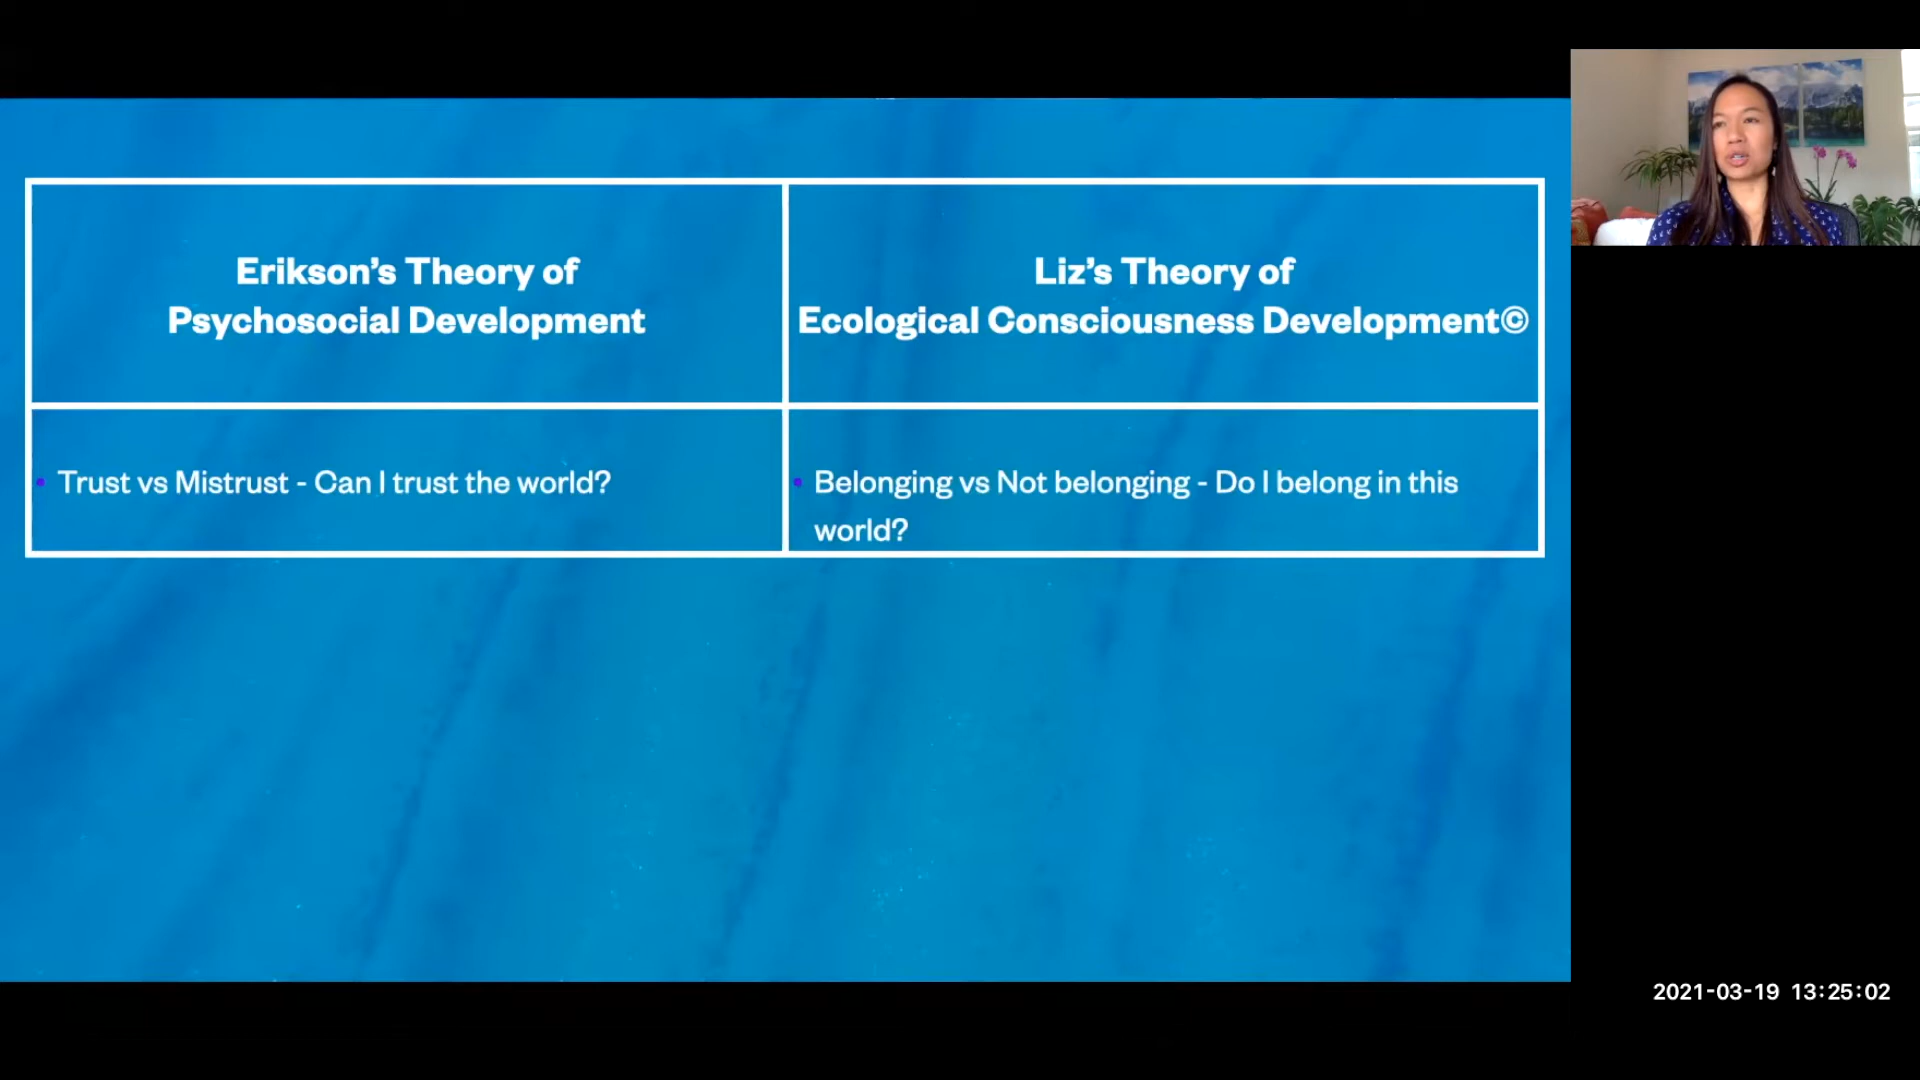 Erikson’s Theory of
Psychosocial Development
Liz’s Theory of
Ecological Consciousness Development©
• Trust vs Mistrust - Can I trust the world?
• Belonging vs Not belonging - Do I belong in this
world?
2021-03-19 13:25:02